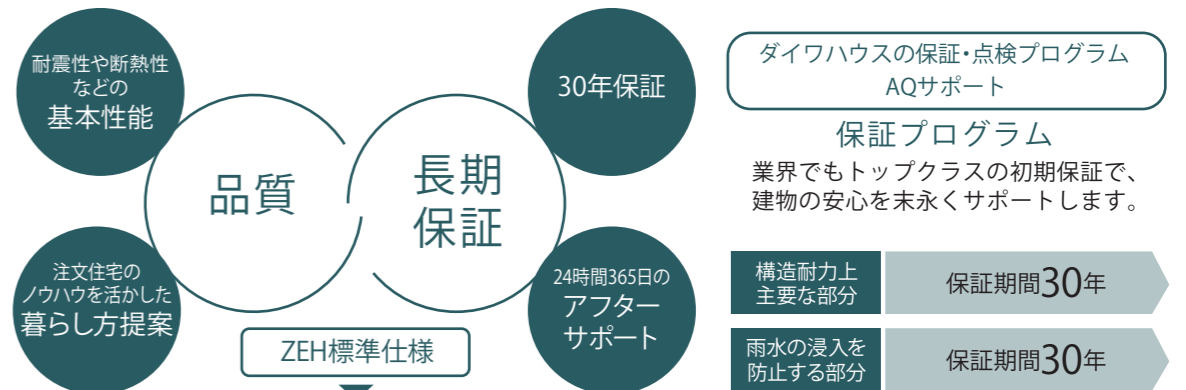 耐震性や断熱性
などの
基本性能
品質
注文住宅の
ノウハウを活かした
暮らし方提案
長期
保証
30年保証
24時間365日の
アフター
サポート
ZEH標準仕様
ダイワハウスの保証・点検プログラム
AQサポート
保証プログラム
業界でもトップクラスの初期保証で、
建物の安心を末永くサポートします。
構造耐力上
主要な部分
保証期間30年
雨水の浸入を
防止する部分
保証期間30年